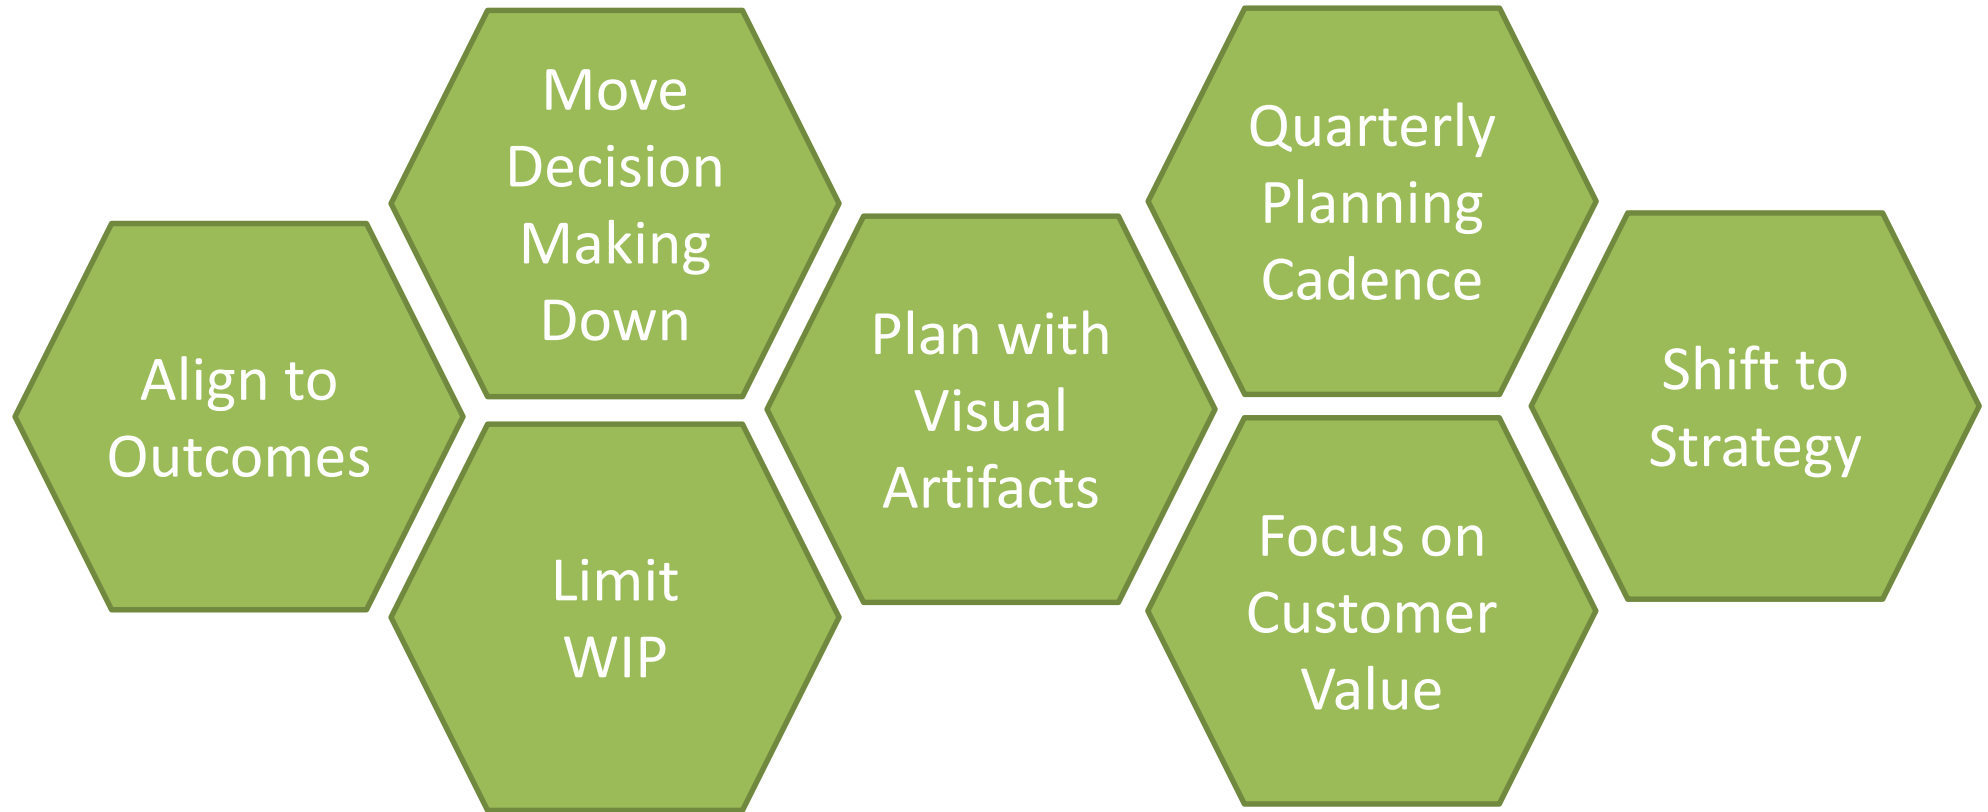 Align to
Outcomes
Move
Decision
Making
Down
Limit
WIP
Plan with
Visual
Artifacts
Quarterly
Planning
Cadence
Focus on
Customer
Value
Shift to
Strategy